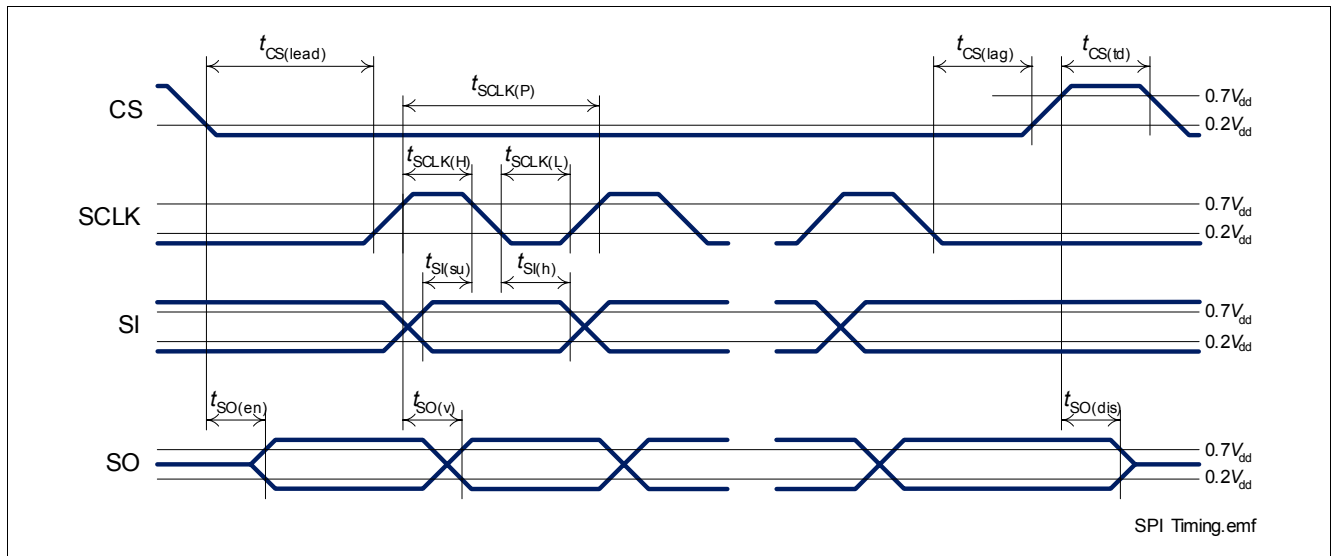 tCS(lead)
tCS(lag)
tCS(td)
tSCLK(P)
CS
0.7Vdd
0.2Vdd
tSCLK(H)
tSCLK(L)
SCLK
0.7Vdd
0.2Vdd
tSI(su)
tSI(h)
SI
0.7Vdd
0.2Vdd
tSO(en)
tSO(v)
tSO(dis)
SO
0.7Vdd
0.2Vdd
SPI Timing.emf